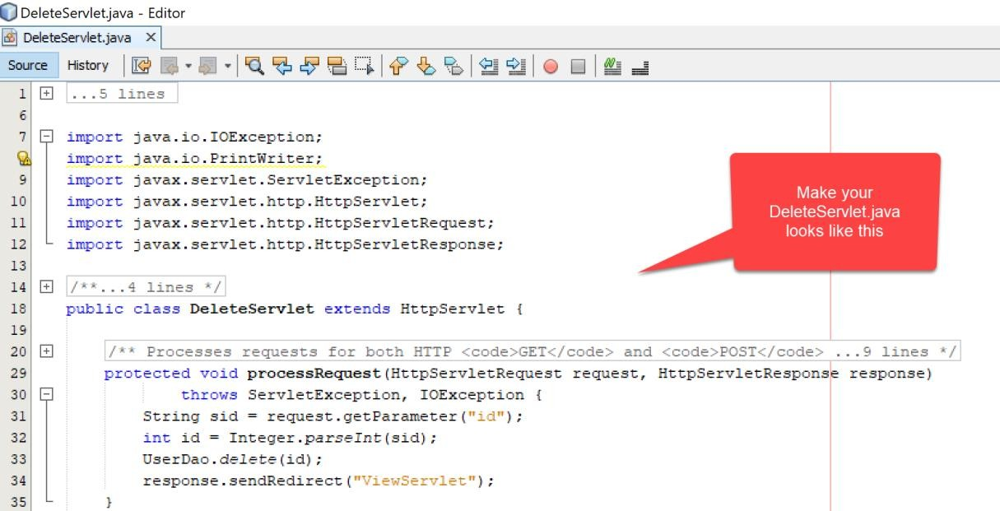 DeleteServlet.java - Editor
DeleteServlet.java
Source History
1 ...5 lines
6
7 import java.io.IOException;
import java.io.PrintWriter;
9 import javax.servlet.ServletException;
10 import javax.servlet.http.HttpServlet;
11 import javax.servlet.http.HttpServletRequest;
12 import javax.servlet.http.HttpServletResponse;
13
14 /**...4 lines */
18 public class DeleteServlet extends HttpServlet {
19
20 /** Processes requests for both HTTP <code>GET</code> and <code>POST</code> ...9 lines */
29 protected void processRequest(HttpServletRequest request, HttpServletResponse response)
30 throws ServletException, IOException {
31 String sid = request.getParameter("id");
32 int id = Integer.parseInt(sid);
33 UserDao.delete(id);
34 response.sendRedirect("ViewServlet");
35 }
Make your
DeleteServlet.java
looks like this